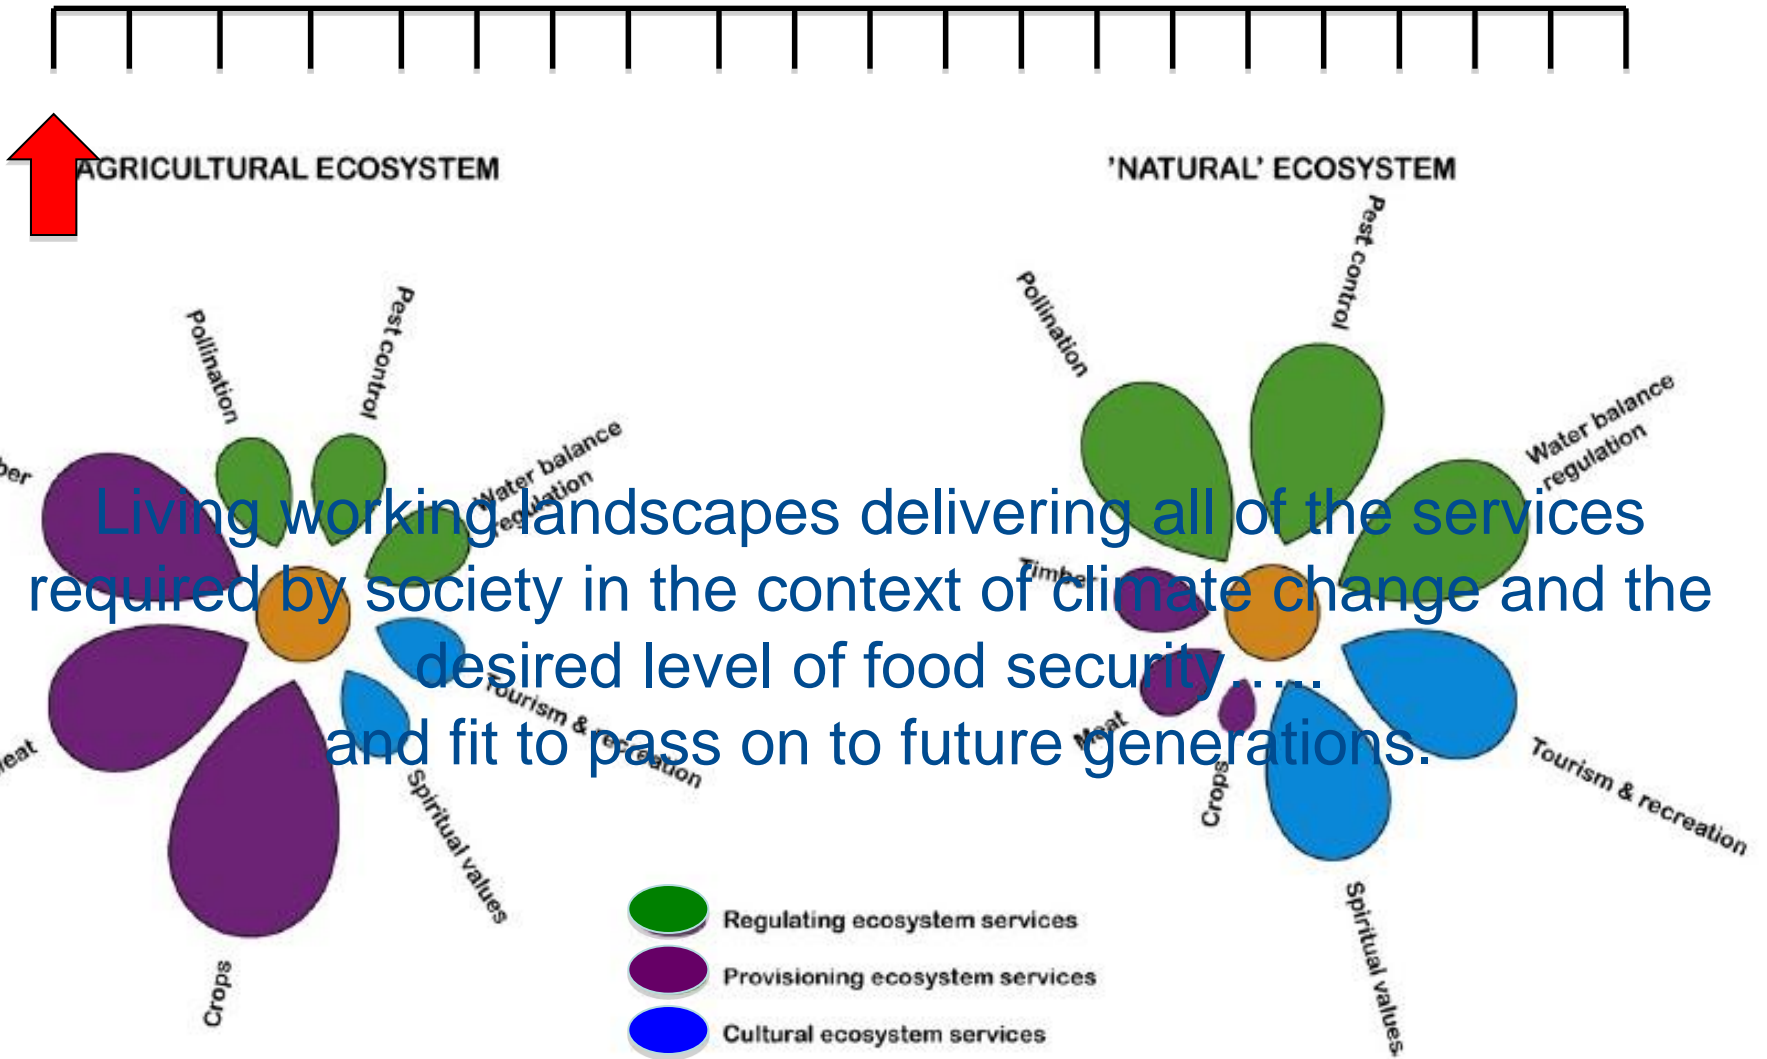 AGRICULTURAL ECOSYSTEM
'NATURAL' ECOSYSTEM
Pollination
Pest control
Water balance
regulation
Tourism & recreation
Spiritual values
Crops
Pollination
Pest control
Water balance
regulation
Timber
Meat
Crops
Tourism & recreation
Spiritual values
Living working landscapes delivering all of the services
required by society in the context of climate change and the
desired level of food security.....
and fit to pass on to future generations.
Regulating ecosystem services
Provisioning ecosystem services
Cultural ecosystem services